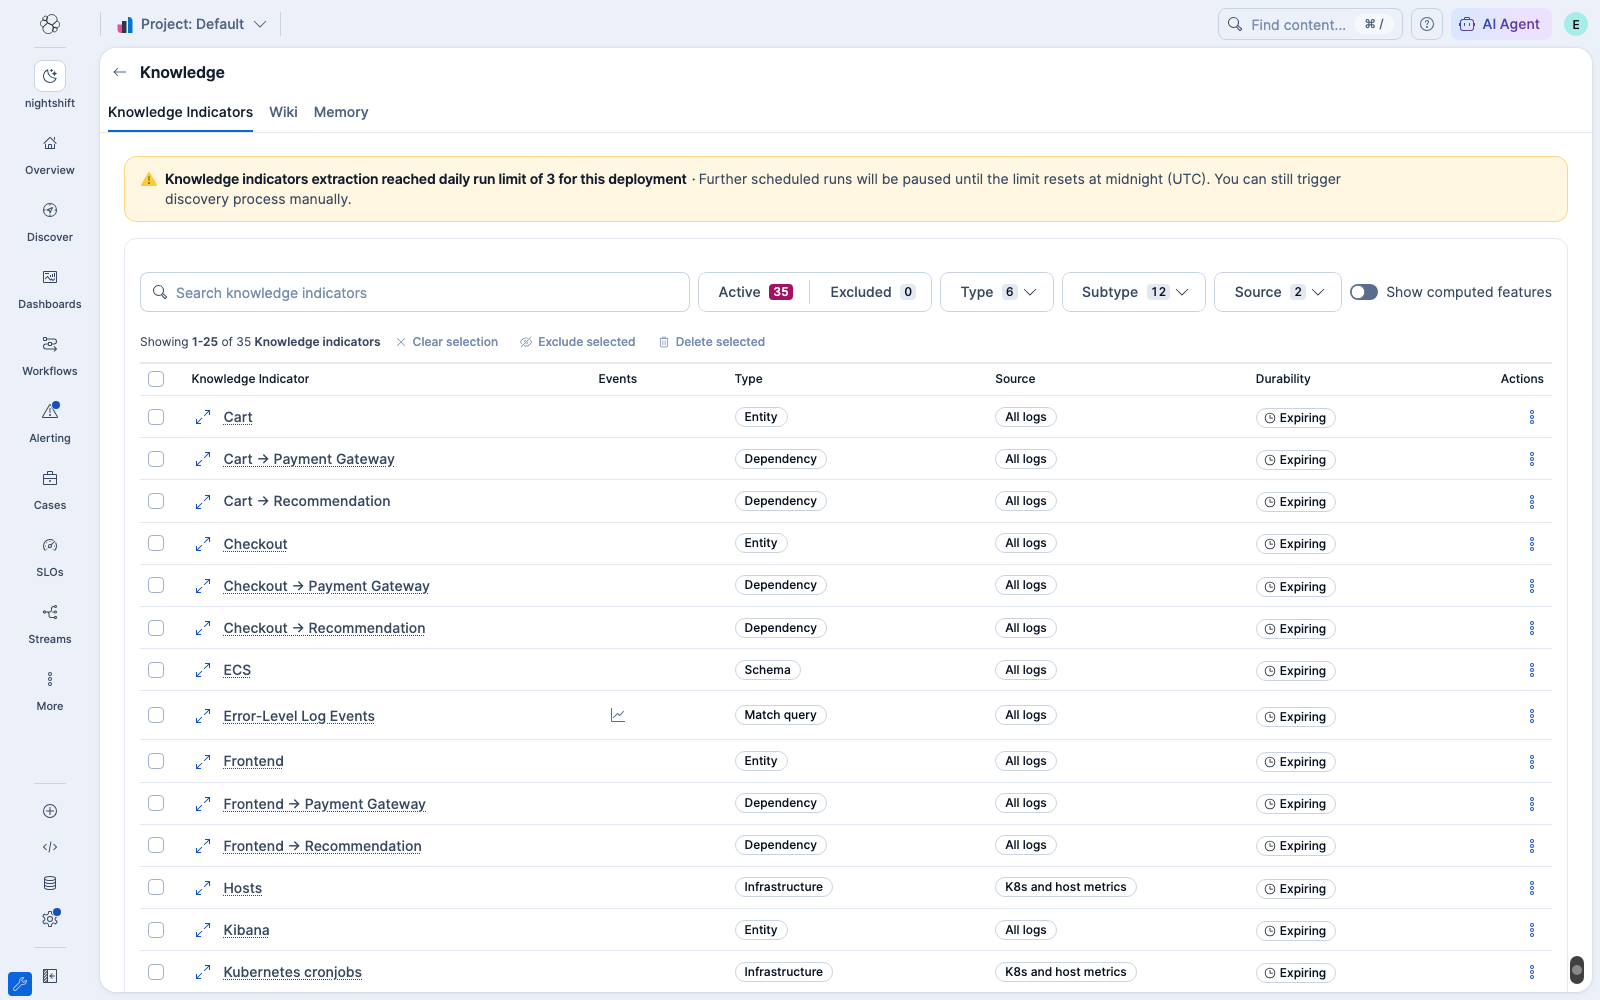 Project: Default
Find content...
⌘ /
AI Agent
E
nightshift
Overview
Discover
Dashboards
Workflows
Alerting
Cases
SLOs
Streams
More
Knowledge
Knowledge Indicators
Wiki
Memory
Knowledge indicators extraction reached daily run limit of 3 for this deployment · Further scheduled runs will be paused until the limit resets at midnight (UTC). You can still trigger
discovery process manually.
Search knowledge indicators
Active 35
Excluded 0
Type 6
Subtype 12
Source 2
Show computed features
Showing 1-25 of 35 Knowledge indicators
Clear selection
Exclude selected
Delete selected
Knowledge Indicator Events Type Source Durability Actions
Cart Entity All logs Expiring
Cart → Payment Gateway Dependency All logs Expiring
Cart → Recommendation Dependency All logs Expiring
Checkout Entity All logs Expiring
Checkout → Payment Gateway Dependency All logs Expiring
Checkout → Recommendation Dependency All logs Expiring
ECS Schema All logs Expiring
Error-Level Log Events Match query All logs Expiring
Frontend Entity All logs Expiring
Frontend → Payment Gateway Dependency All logs Expiring
Frontend → Recommendation Dependency All logs Expiring
Hosts Infrastructure K8s and host metrics Expiring
Kibana Entity All logs Expiring
Kubernetes cronjobs Infrastructure K8s and host metrics Expiring